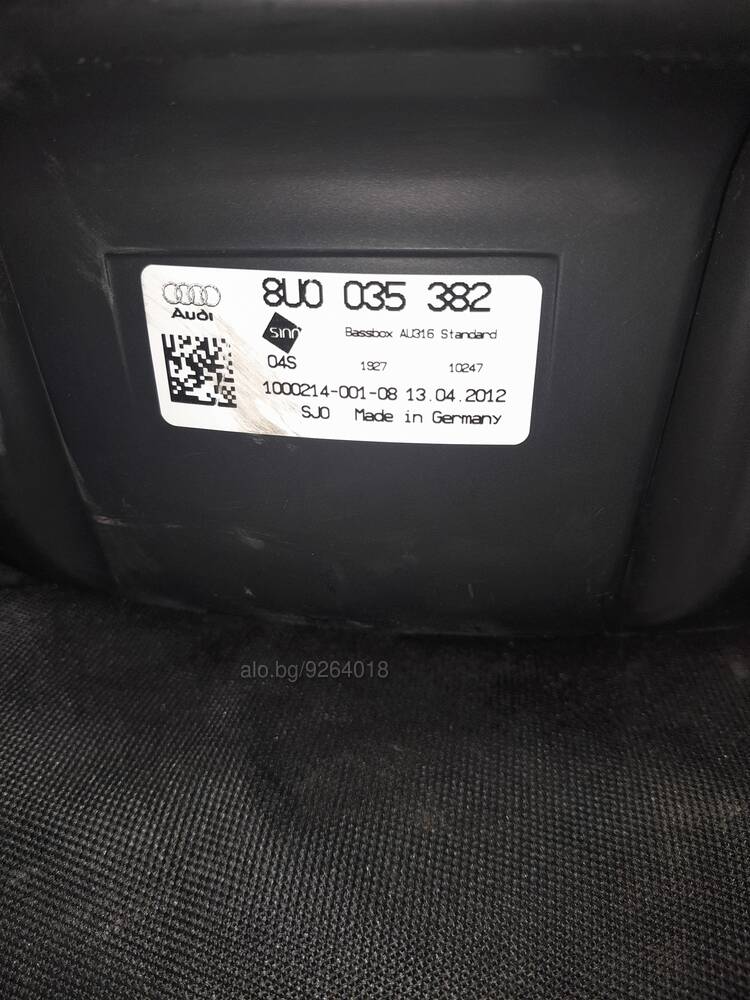 8U0 035 382
Audi
sinn
Bassbox AU316 Standard
04S 1927 10247
1000214-001-08 13.04.2012
SJ0 Made in Germany
alo.bg/9264018